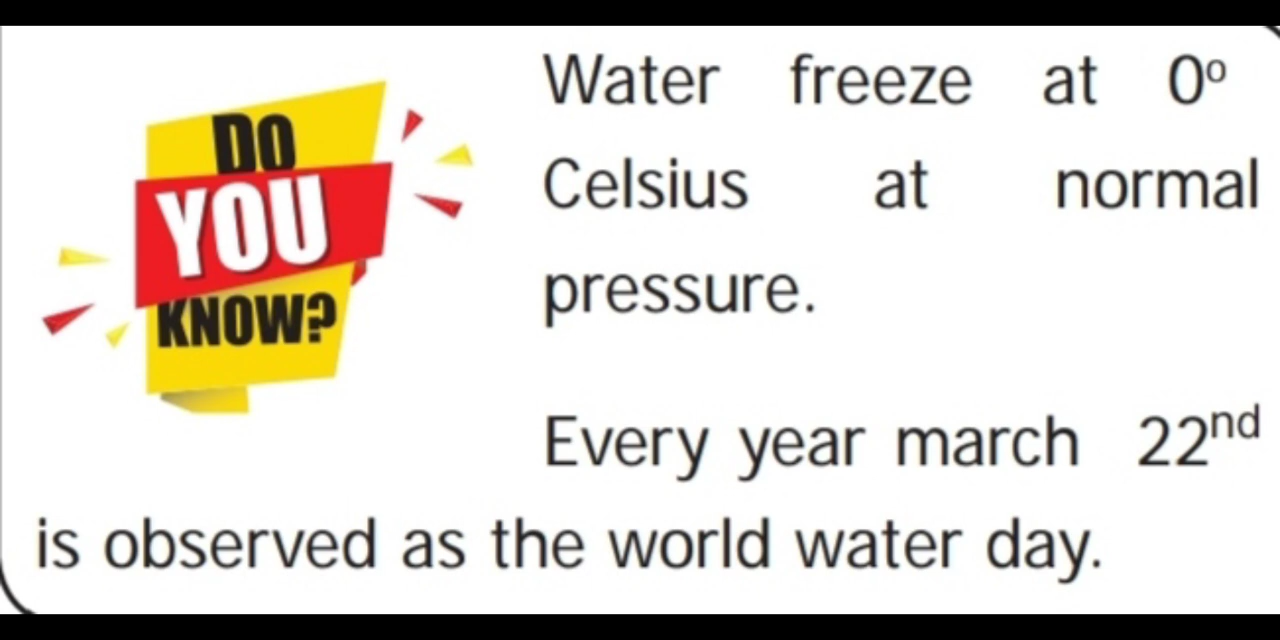 DO
YOU
KNOW?
Water freeze at 0º
Celsius at normal
pressure.
Every year march 22nd
is observed as the world water day.